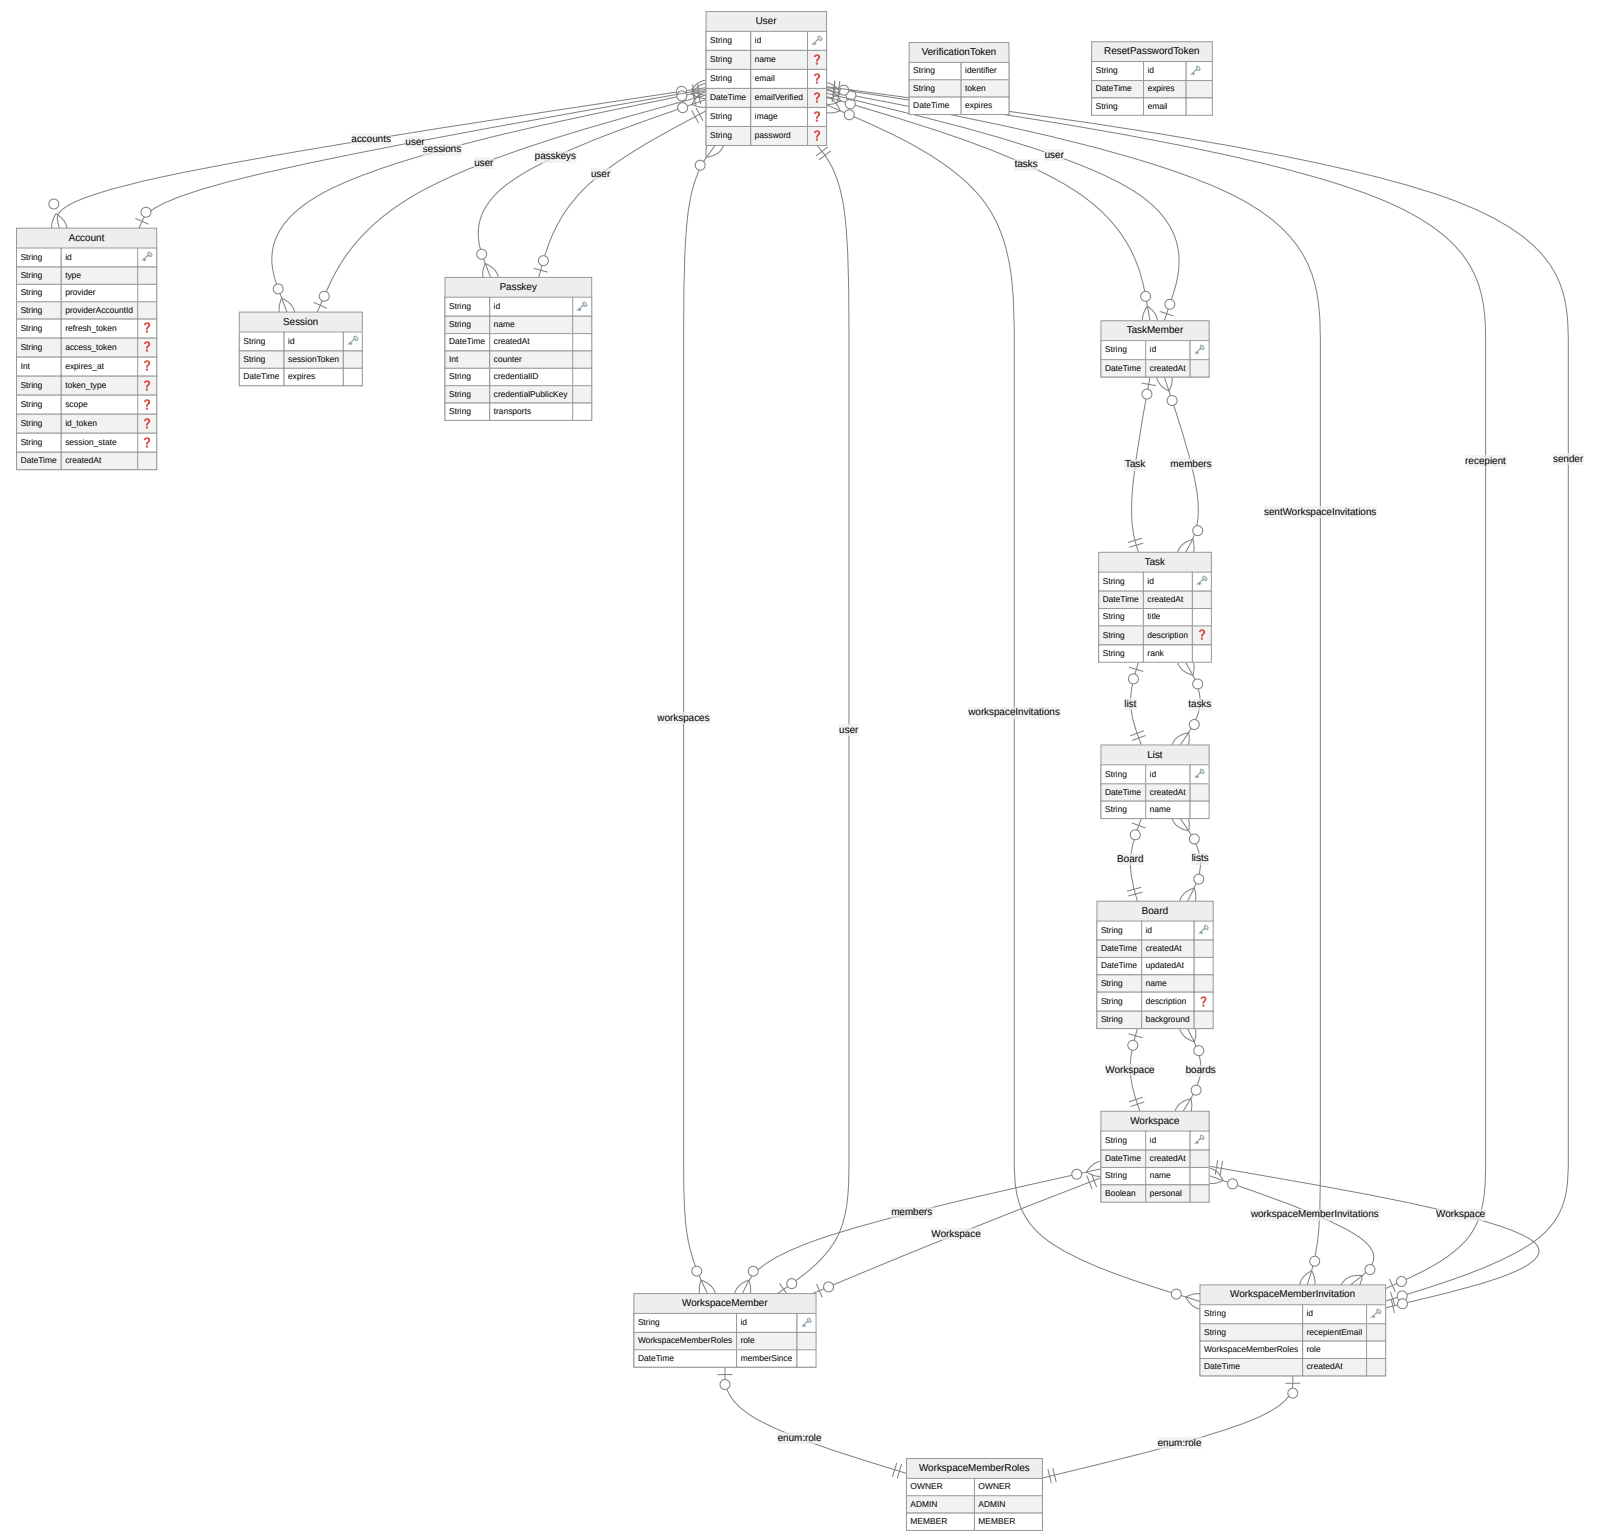 User
String id
String name ❓
String email ❓
DateTime emailVerified ❓
String image ❓
String password ❓
VerificationToken
String identifier
String token
DateTime expires
ResetPasswordToken
String id
DateTime expires
String email
accounts
user
sessions
user
passkeys
user
tasks
user
Account
String id
String type
String provider
String providerAccountId
String refresh_token ❓
String access_token ❓
Int expires_at ❓
String token_type ❓
String scope ❓
String id_token ❓
String session_state ❓
DateTime createdAt
Session
String id
String sessionToken
DateTime expires
Passkey
String id
String name
DateTime createdAt
Int counter
String credentialID
String credentialPublicKey
String transports
TaskMember
String id
DateTime createdAt
Task
members
recepient
sender
sentWorkspaceInvitations
Task
String id
DateTime createdAt
String title
String description ❓
String rank
list
tasks
workspaces
user
workspaceInvitations
List
String id
DateTime createdAt
String name
Board
lists
Board
String id
DateTime createdAt
DateTime updatedAt
String name
String description ❓
String background
Workspace
boards
Workspace
String id
DateTime createdAt
String name
Boolean personal
members
Workspace
workspaceMemberInvitations
Workspace
WorkspaceMember
String id
WorkspaceMemberRoles role
DateTime memberSince
WorkspaceMemberInvitation
String id
String recepientEmail
WorkspaceMemberRoles role
DateTime createdAt
enum:role
enum:role
WorkspaceMemberRoles
OWNER OWNER
ADMIN ADMIN
MEMBER MEMBER